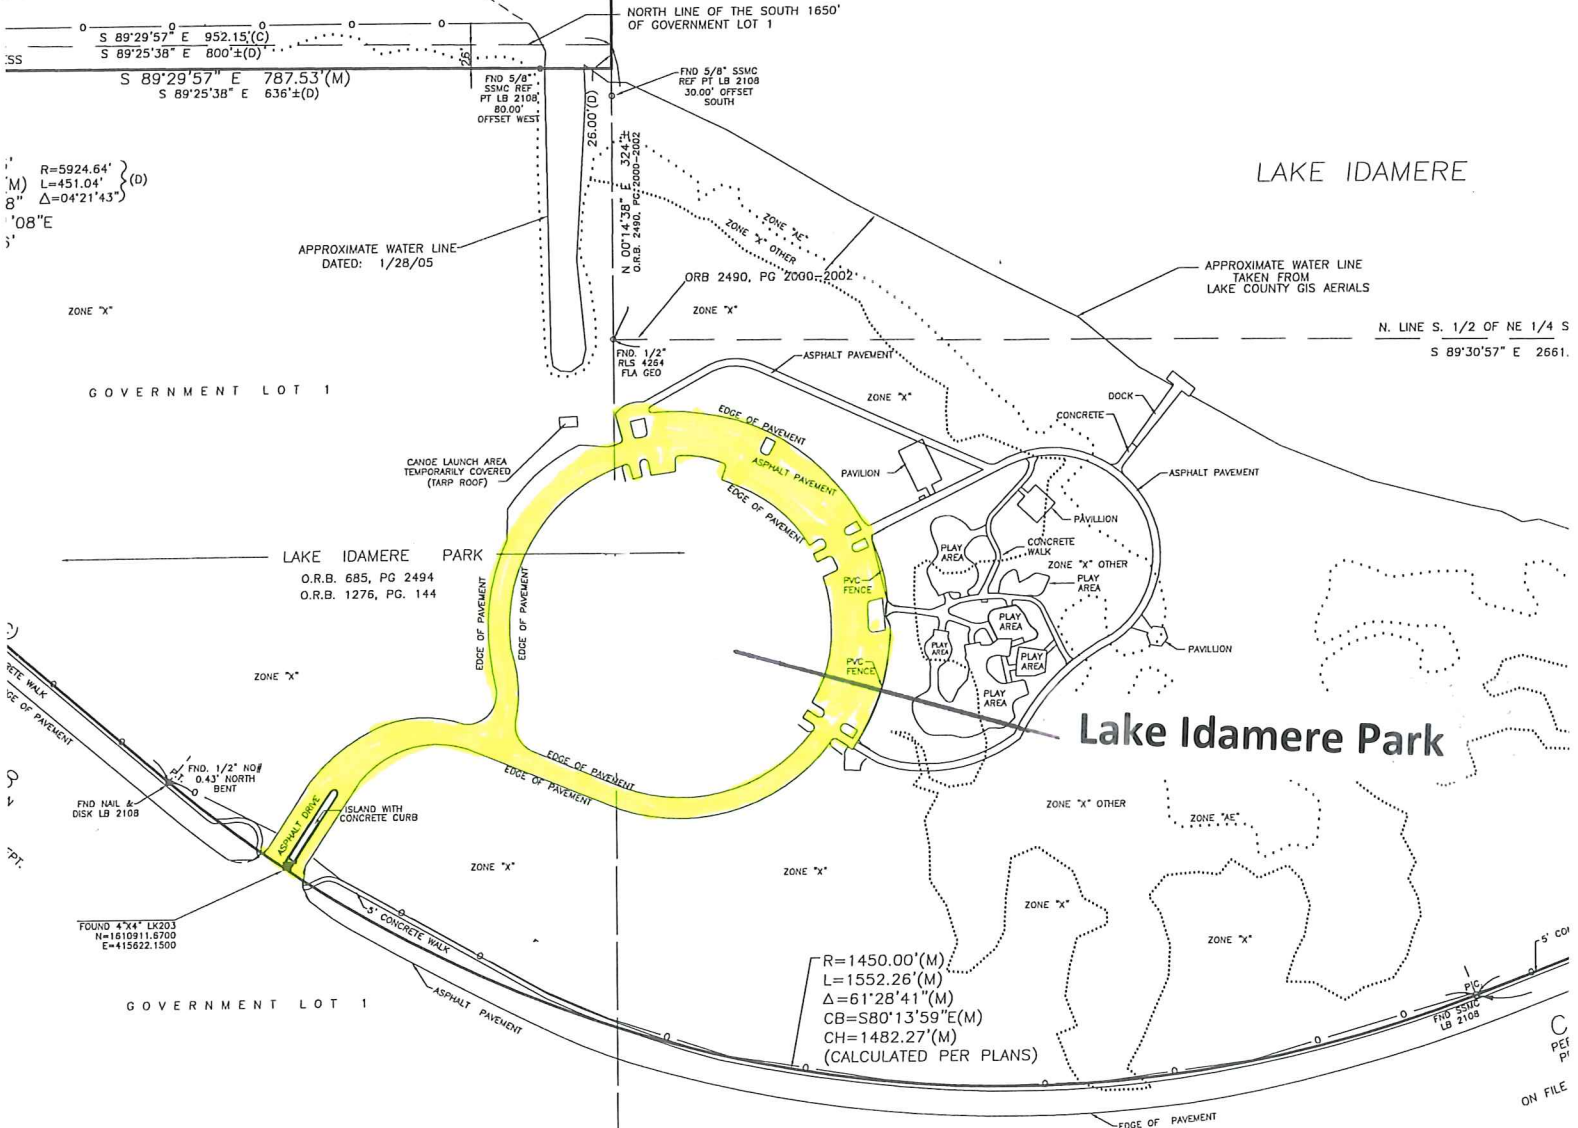 NORTH LINE OF THE SOUTH 1650'
OF GOVERNMENT LOT 1
S 89°29'57" E 952.15'(C)
S 89°25'38" E 800'±(D)
S 89°29'57" E 787.53'(M)
S 89°25'38" E 636'±(D)
26'
FND 5/8"
SSMC REF
PT LB 2108
80.00'
OFFSET WEST
FND 5/8" SSMC
REF PT LB 2108
30.00' OFFSET
SOUTH
26.00'(D)
N 00°14'38" E 324'±
O.R.B. 2490, PG. 2000-2002
R=5924.64'
L=451.04'
Δ=04°21'43"
(D)
'08"E
LAKE IDAMERE
APPROXIMATE WATER LINE
DATED: 1/28/05
ZONE "AE"
ZONE "X" OTHER
ORB 2490, PG 2000-2002
APPROXIMATE WATER LINE
TAKEN FROM
LAKE COUNTY GIS AERIALS
ZONE "X"
ZONE "X"
N. LINE S. 1/2 OF NE 1/4 S
S 89°30'57" E 2661.
FND. 1/2"
RLS 4264
FLA GEO
ASPHALT PAVEMENT
GOVERNMENT LOT 1
ZONE "X"
DOCK
CONCRETE
EDGE OF PAVEMENT
CANOE LAUNCH AREA
TEMPORARILY COVERED
(TARP ROOF)
ASPHALT PAVEMENT
PAVILION
ASPHALT PAVEMENT
EDGE OF PAVEMENT
PAVILLION
LAKE IDAMERE PARK
O.R.B. 685, PG 2494
O.R.B. 1276, PG. 144
PLAY
AREA
CONCRETE
WALK
ZONE "X" OTHER
PLAY
AREA
PVC
FENCE
EDGE OF PAVEMENT
EDGE OF PAVEMENT
PLAY
AREA
PLAY
AREA
PLAY
AREA
PAVILLION
PVC
FENCE
PLAY
AREA
ZONE "X"
RETE WALK
GE OF PAVEMENT
Lake Idamere Park
EDGE OF PAVEMENT
EDGE OF PAVEMENT
P.T.
FND. 1/2" NO#
0.43' NORTH
BENT
FND NAIL &
DISK LB 2108
ASPHALT DRIVE
ISLAND WITH
CONCRETE CURB
ZONE "X" OTHER
ZONE "AE"
ZONE "X"
ZONE "X"
ZONE "X"
ZONE "X"
FOUND 4"X4" LK203
N=1610911.6700
E=415622.1500
5' CONCRETE WALK
GOVERNMENT LOT 1
ASPHALT PAVEMENT
R=1450.00'(M)
L=1552.26'(M)
Δ=61°28'41"(M)
CB=S80°13'59"E(M)
CH=1482.27'(M)
(CALCULATED PER PLANS)
5' CO
P.C.
FND SSMC
LB 2108
ON FILE
EDGE OF PAVEMENT